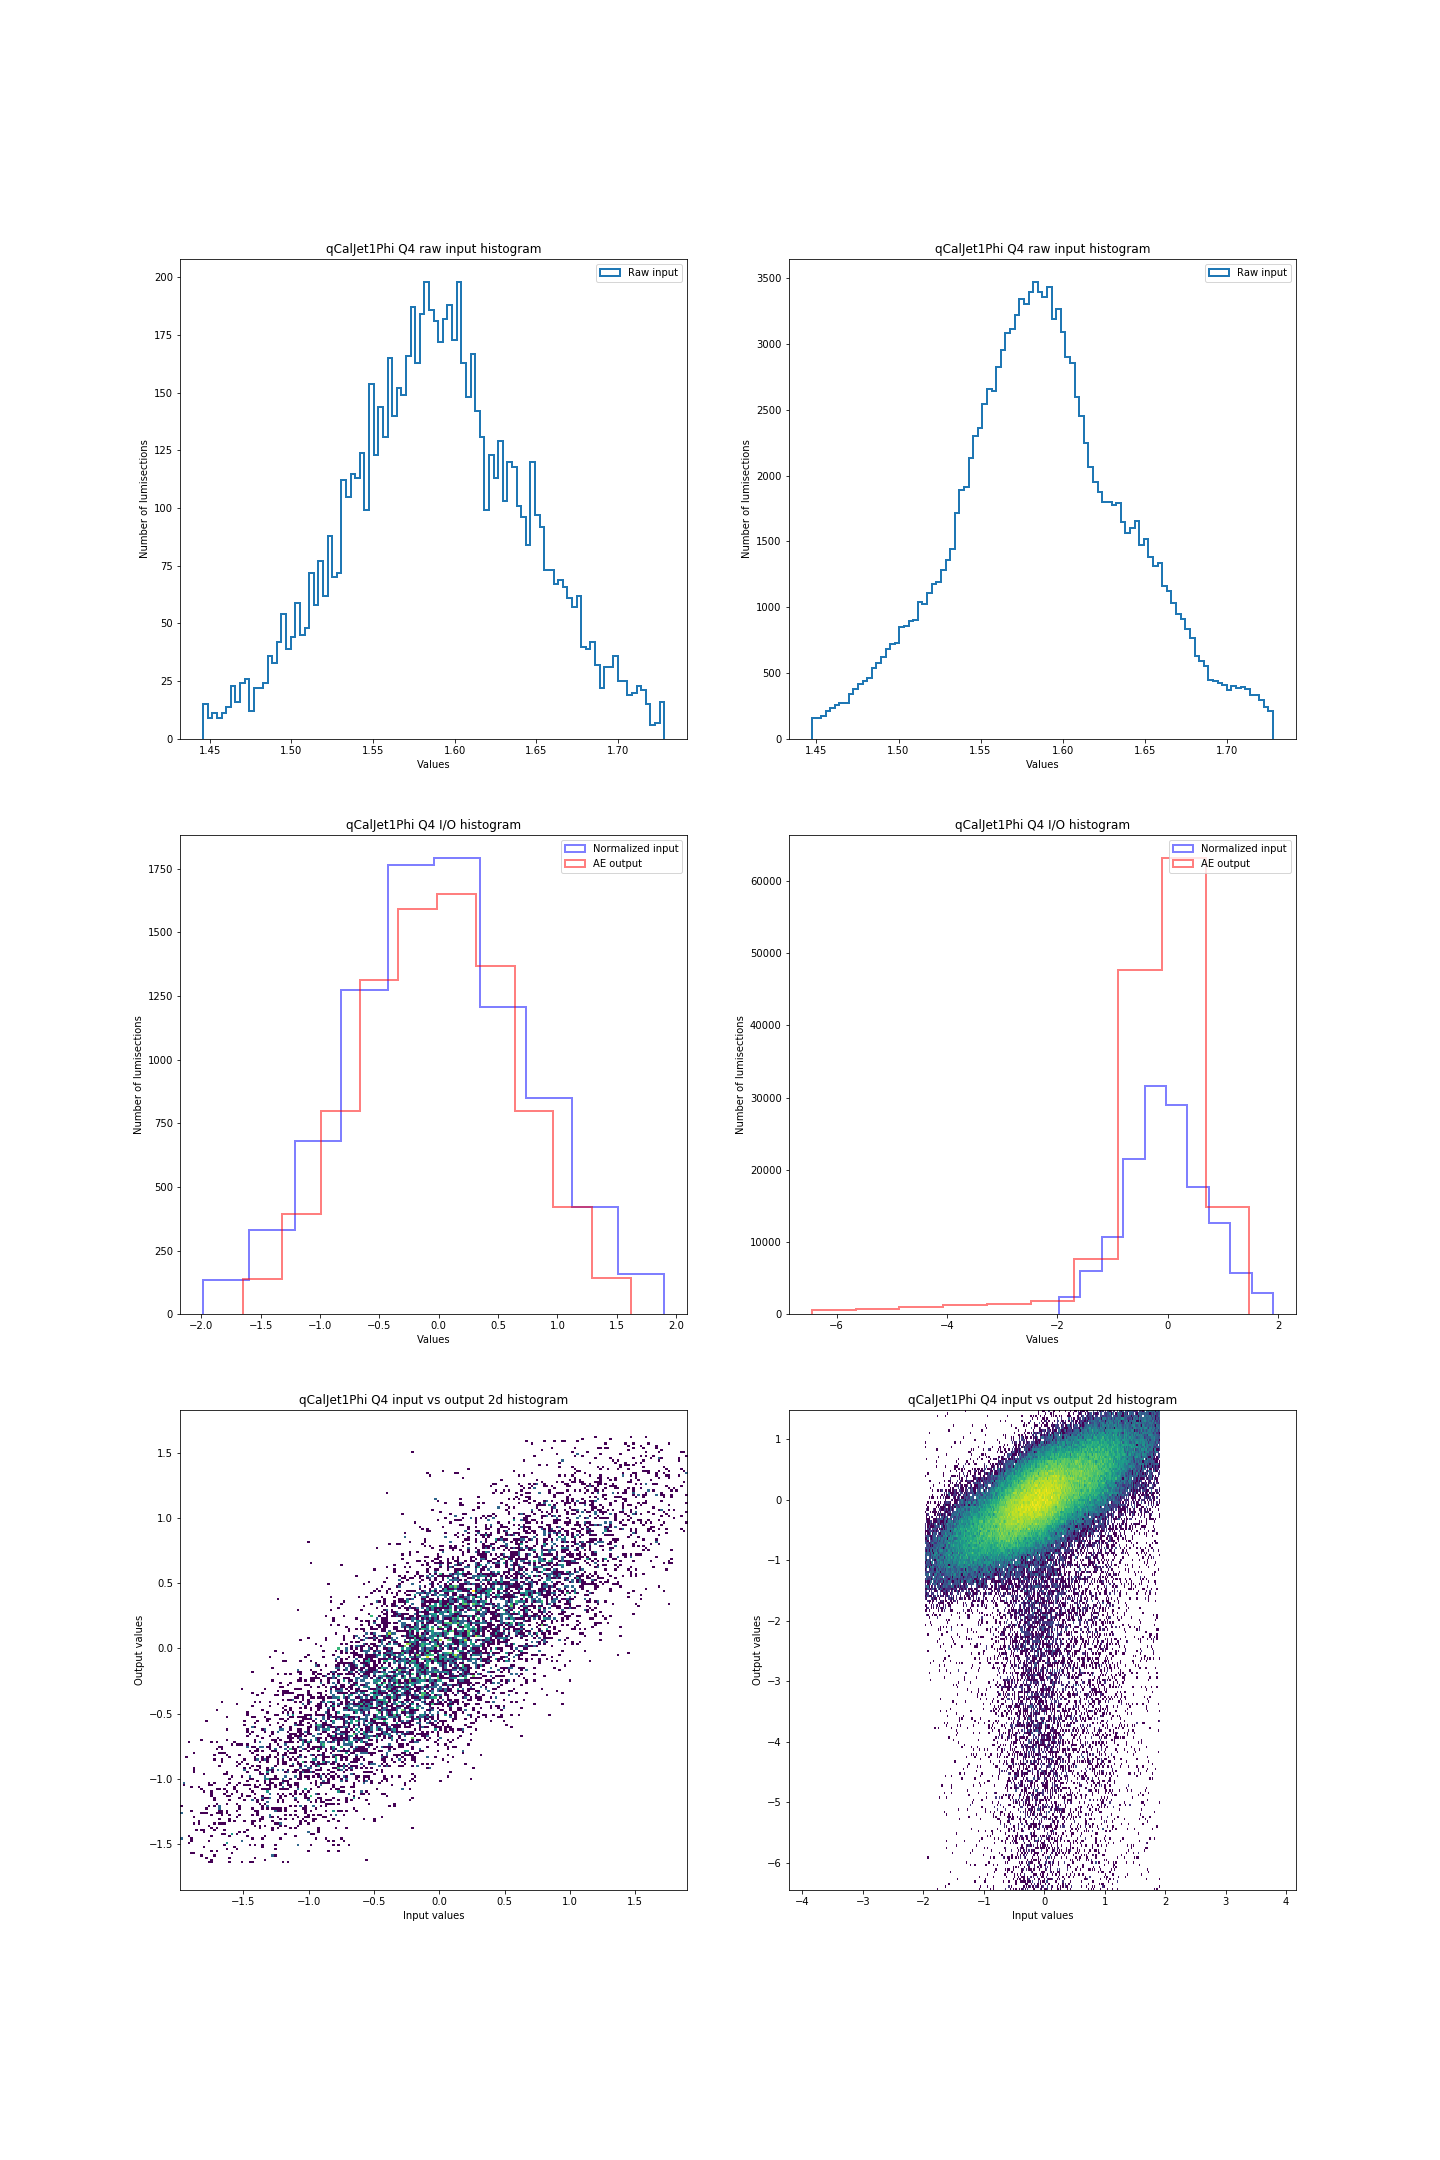 qCalJet1Phi Q4 raw input histogram
Raw input
200
175
150
125
100
75
50
25
0
Number of lumisections
1.45 1.50 1.55 1.60 1.65 1.70
Values
qCalJet1Phi Q4 raw input histogram
Raw input
3500
3000
2500
2000
1500
1000
500
0
Number of lumisections
1.45 1.50 1.55 1.60 1.65 1.70
Values
qCalJet1Phi Q4 I/O histogram
Normalized input
AE output
1750
1500
1250
1000
750
500
250
0
Number of lumisections
−2.0 −1.5 −1.0 −0.5 0.0 0.5 1.0 1.5 2.0
Values
qCalJet1Phi Q4 I/O histogram
Normalized input
AE output
60000
50000
40000
30000
20000
10000
0
Number of lumisections
−6 −4 −2 0 2
Values
qCalJet1Phi Q4 input vs output 2d histogram
1.5
1.0
0.5
0.0
−0.5
−1.0
−1.5
Output values
−1.5 −1.0 −0.5 0.0 0.5 1.0 1.5
Input values
qCalJet1Phi Q4 input vs output 2d histogram
1
0
−1
−2
−3
−4
−5
−6
Output values
−4 −3 −2 −1 0 1 2 3 4
Input values